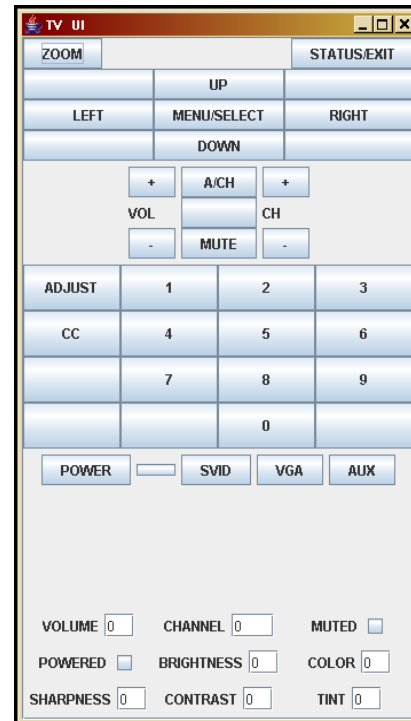 TV UI
ZOOM STATUS/EXIT
UP
LEFT MENU/SELECT RIGHT
DOWN
+ A/CH +
VOL CH
- MUTE -
ADJUST 1 2 3
CC 4 5 6
7 8 9
0
POWER SVID VGA AUX
VOLUME 0 CHANNEL 0 MUTED
POWERED BRIGHTNESS 0 COLOR 0
SHARPNESS 0 CONTRAST 0 TINT 0